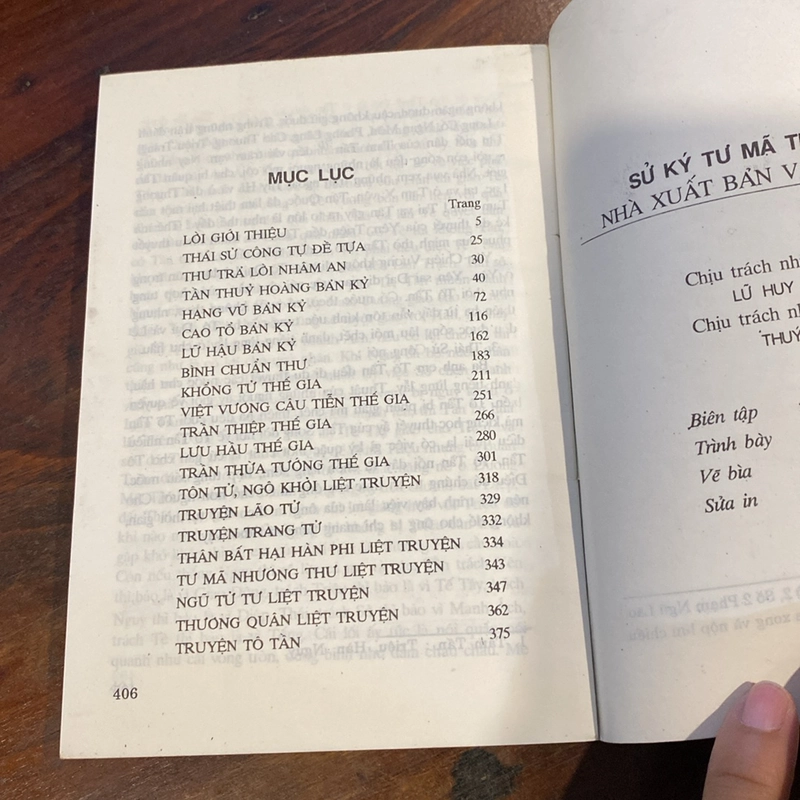 MỤC LỤC
Trang
LỜI GIỚI THIỆU 5
THÁI SỬ CÔNG TỰ ĐỀ TỰA 25
THƯ TRẢ LỜI NHÂM AN 30
TẦN THUỶ HOÀNG BẢN KỶ 40
HẠNG VŨ BẢN KỶ 72
CAO TỔ BẢN KỶ 116
LỮ HẬU BẢN KỶ 162
BÌNH CHUẨN THƯ 183
KHỔNG TỬ THẾ GIA 211
VIỆT VƯƠNG CÂU TIỄN THẾ GIA 251
TRẦN THIỆP THẾ GIA 266
LƯU HẦU THẾ GIA 280
TRẦN THỪA TƯỚNG THẾ GIA 301
TÔN TỬ, NGÔ KHỞI LIỆT TRUYỆN 318
TRUYỆN LÃO TỬ 329
TRUYỆN TRANG TỬ 332
THÂN BẤT HẠI HÀN PHI LIỆT TRUYỆN 334
TƯ MÃ NHƯƠNG THƯ LIỆT TRUYỆN 343
NGŨ TỬ TƯ LIỆT TRUYỆN 347
THƯƠNG QUÂN LIỆT TRUYỆN 362
TRUYỆN TÔ TẦN 375
406
SỬ KÝ TƯ MÃ
NHÀ XUẤT BẢN
Chịu trách
LỮ HUY
Chịu trách
Biên tập
Trình bày
Vẽ bìa
Sửa in